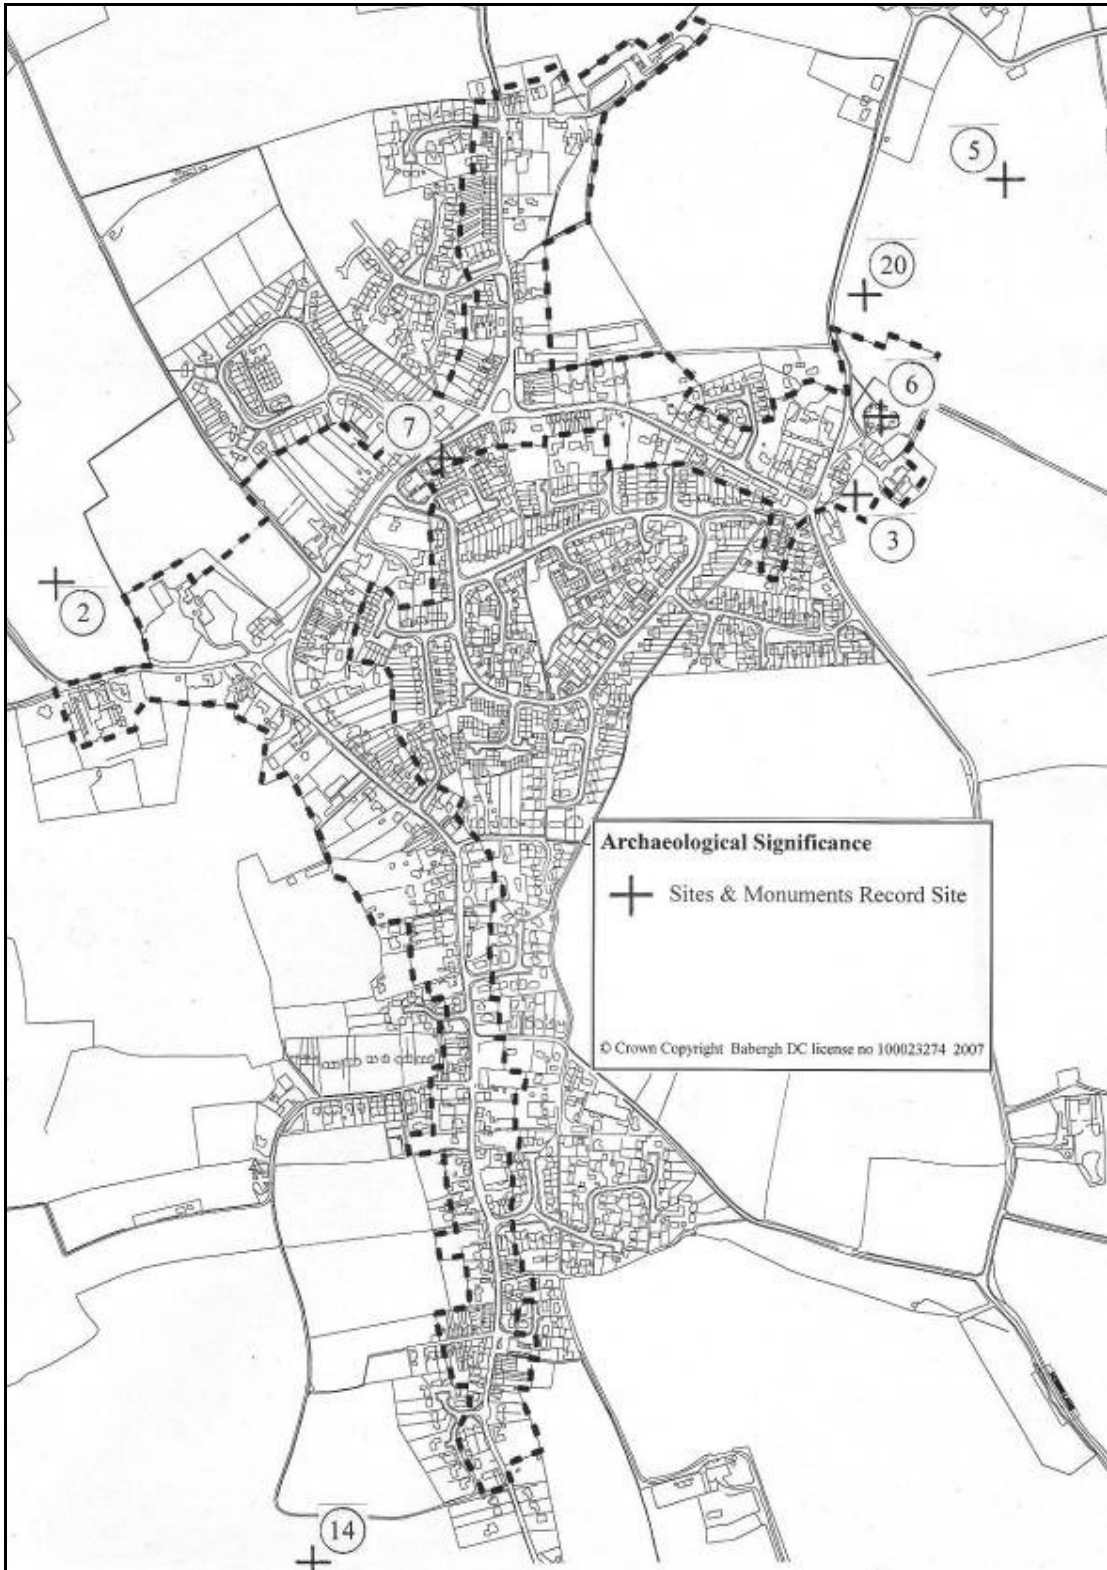 5
20
6
7
3
2
Archaeological Significance
Sites & Monuments Record Site
© Crown Copyright Babergh DC license no 100023274 2007
14